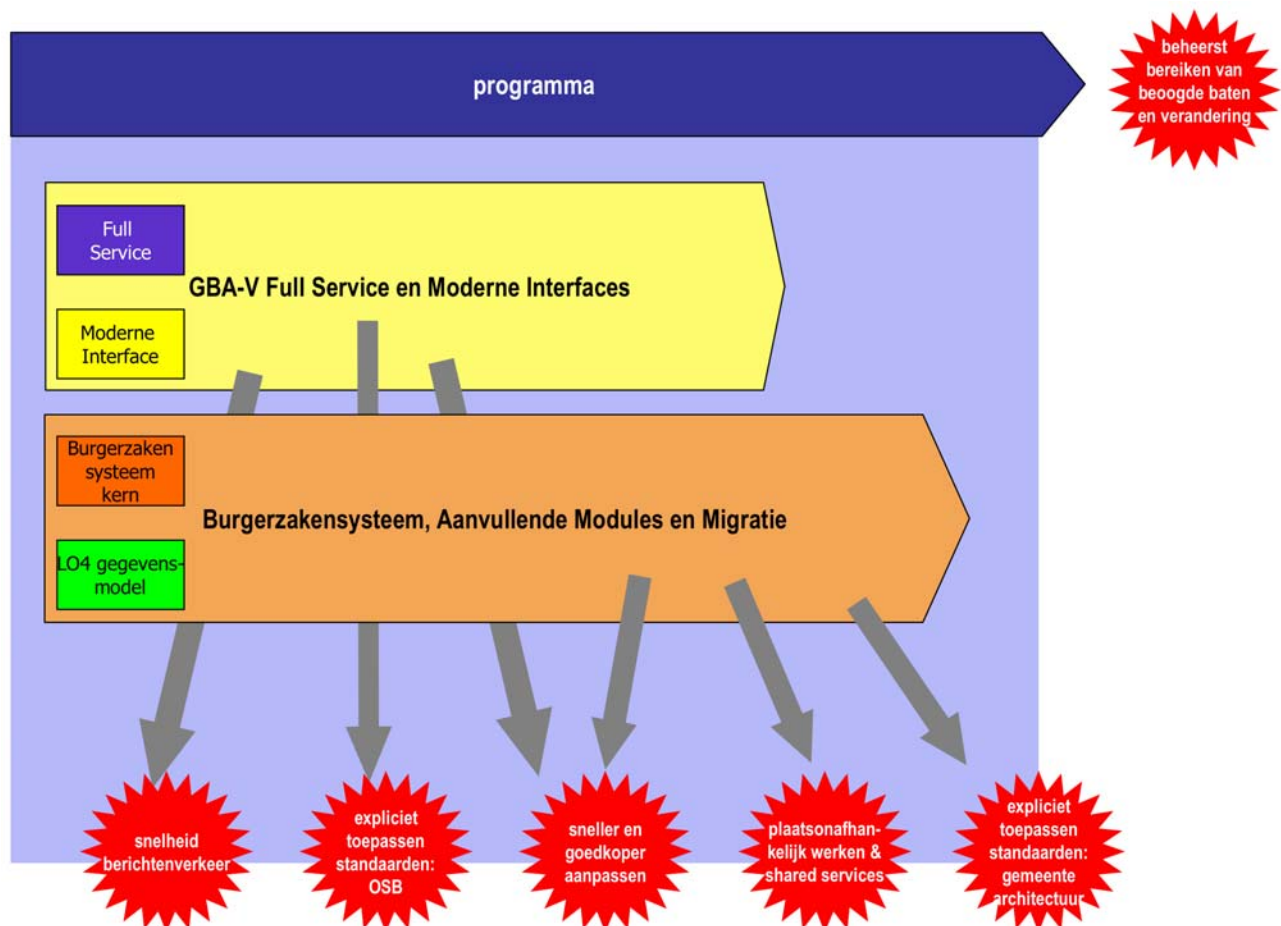 programma
beheerst
bereiken van
beoogde baten
en verandering
Full
Service
GBA-V Full Service en Moderne Interfaces
Moderne
Interface
Burgerzaken
systeem
kern
Burgerzakensysteem, Aanvullende Modules en Migratie
LO4 gegevens-
model
snelheid
berichtenverkeer
expliciet
toepassen
standaarden:
OSB
sneller en
goedkoper
aanpassen
plaatsonafhan-
kelijk werken &
shared services
expliciet
toepassen
standaarden:
gemeente
architectuur